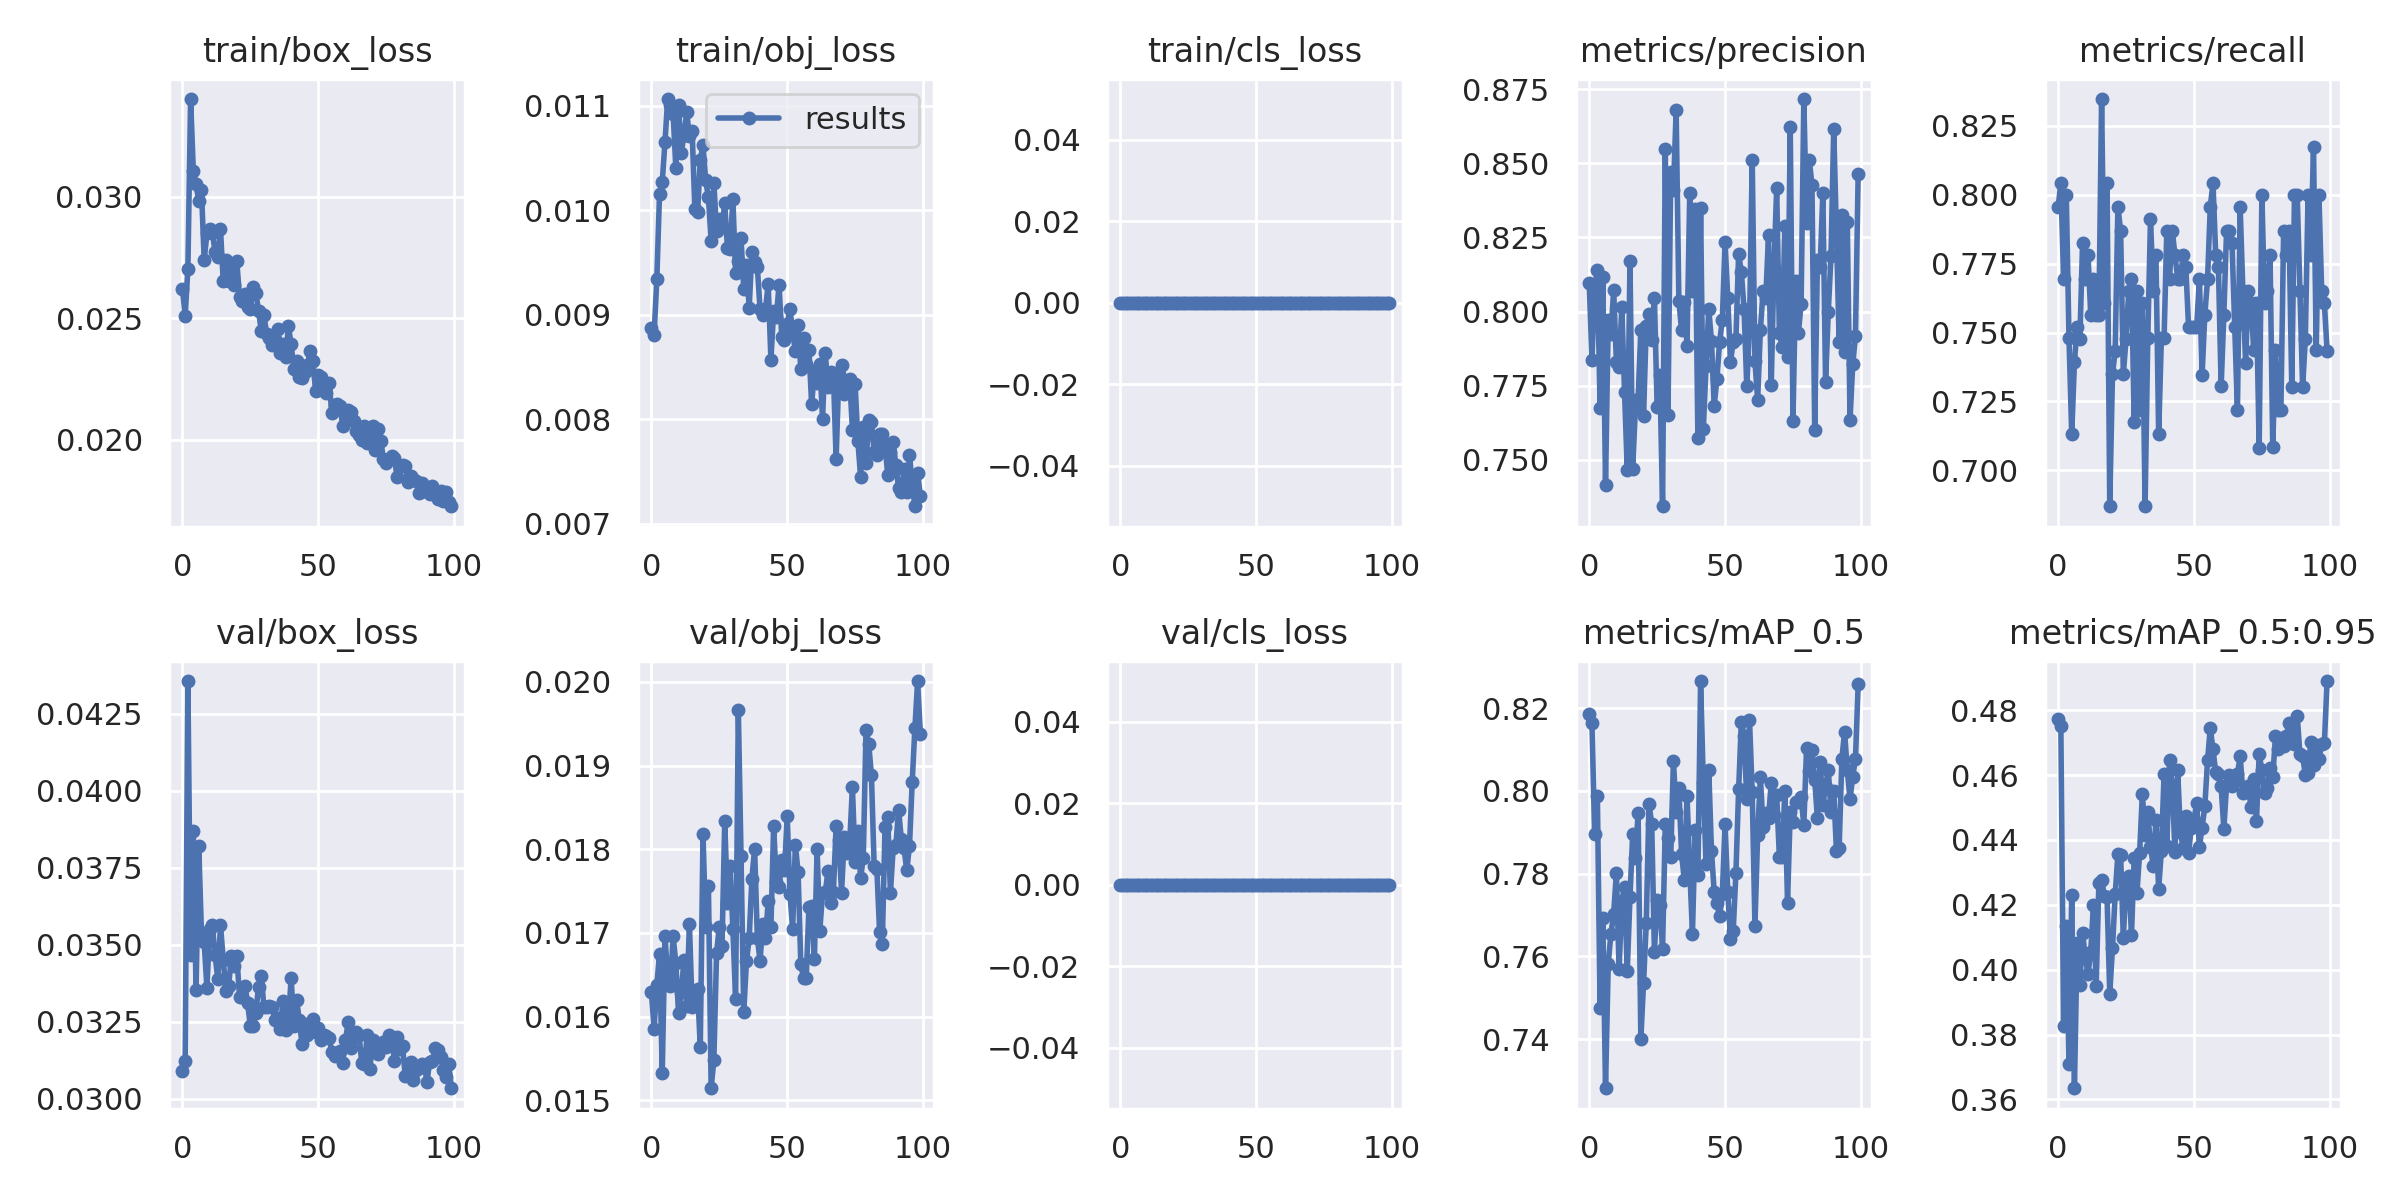 train/box_loss
0.030
0.025
0.020
0 50 100
train/obj_loss
results
0.011
0.010
0.009
0.008
0.007
0 50 100
train/cls_loss
0.04
0.02
0.00
−0.02
−0.04
0 50 100
metrics/precision
0.875
0.850
0.825
0.800
0.775
0.750
0 50 100
metrics/recall
0.825
0.800
0.775
0.750
0.725
0.700
0 50 100
val/box_loss
0.0425
0.0400
0.0375
0.0350
0.0325
0.0300
0 50 100
val/obj_loss
0.020
0.019
0.018
0.017
0.016
0.015
0 50 100
val/cls_loss
0.04
0.02
0.00
−0.02
−0.04
0 50 100
metrics/mAP_0.5
0.82
0.80
0.78
0.76
0.74
0 50 100
metrics/mAP_0.5:0.95
0.48
0.46
0.44
0.42
0.40
0.38
0.36
0 50 100